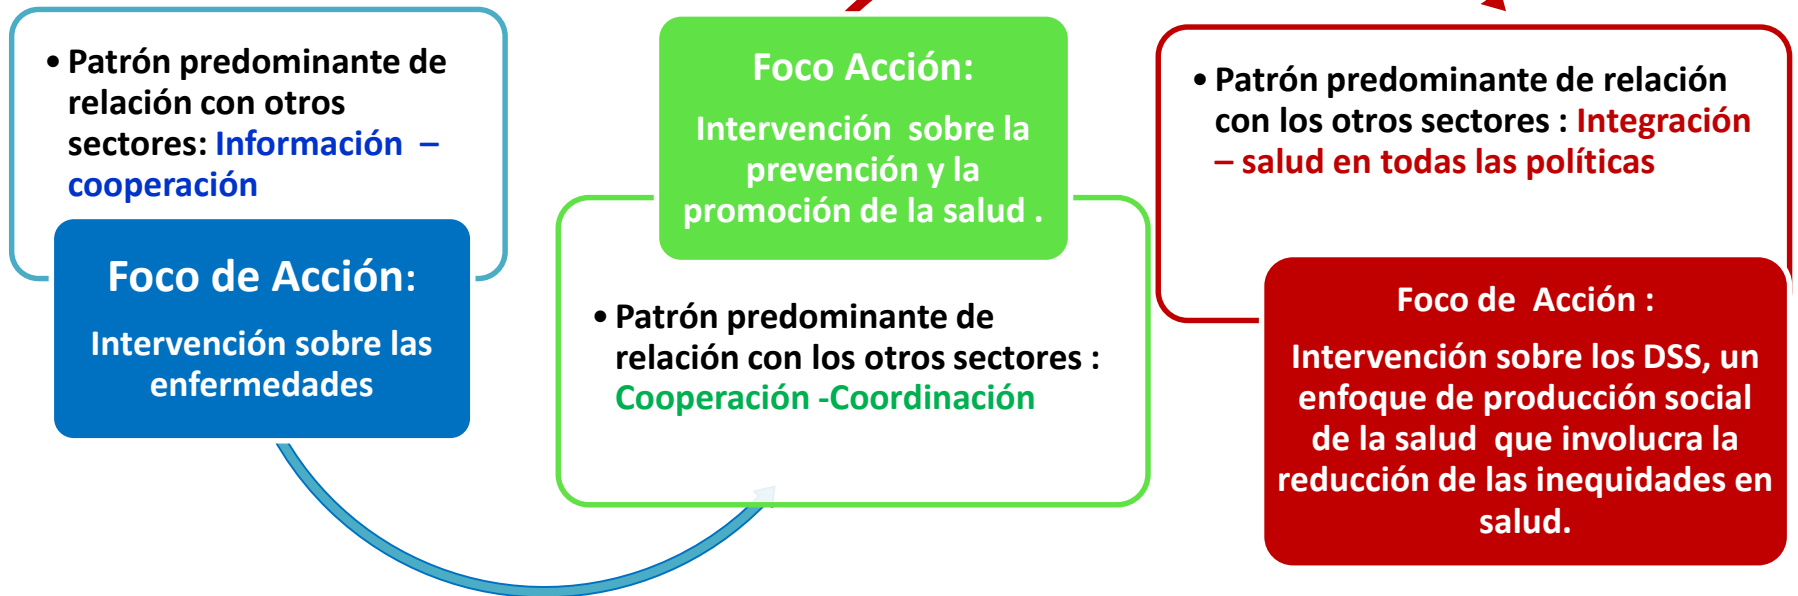 • Patrón predominante de
relación con otros
sectores: Información –
cooperación
Foco de Acción:
Intervención sobre las
enfermedades
Foco Acción:
Intervención sobre la
prevención y la
promoción de la salud .
• Patrón predominante de
relación con los otros sectores :
Cooperación -Coordinación
• Patrón predominante de relación
con los otros sectores : Integración
– salud en todas las políticas
Foco de Acción :
Intervención sobre los DSS, un
enfoque de producción social
de la salud que involucra la
reducción de las inequidades en
salud.